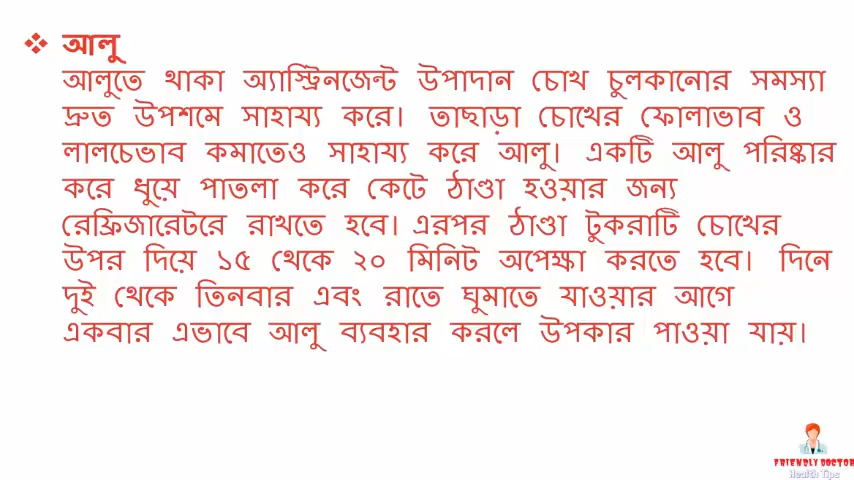 ❖ আলু
আলুতে থাকা অ্যাস্ট্রিনজেন্ট উপাদান চোখ চুলকানোর সমস্যা
দ্রুত উপশমে সাহায্য করে। তাছাড়া চোখের ফোলাভাব ও
লালচেভাব কমাতেও সাহায্য করে আলু। একটি আলু পরিষ্কার
করে ধুয়ে পাতলা করে কেটে ঠাণ্ডা হওয়ার জন্য
রেফ্রিজারেটরে রাখতে হবে। এরপর ঠাণ্ডা টুকরাটি চোখের
উপর দিয়ে ১৫ থেকে ২০ মিনিট অপেক্ষা করতে হবে। দিনে
দুই থেকে তিনবার এবং রাতে ঘুমাতে যাওয়ার আগে
একবার এভাবে আলু ব্যবহার করলে উপকার পাওয়া যায়।
FRIENDLY DOCTOR
Health Tips